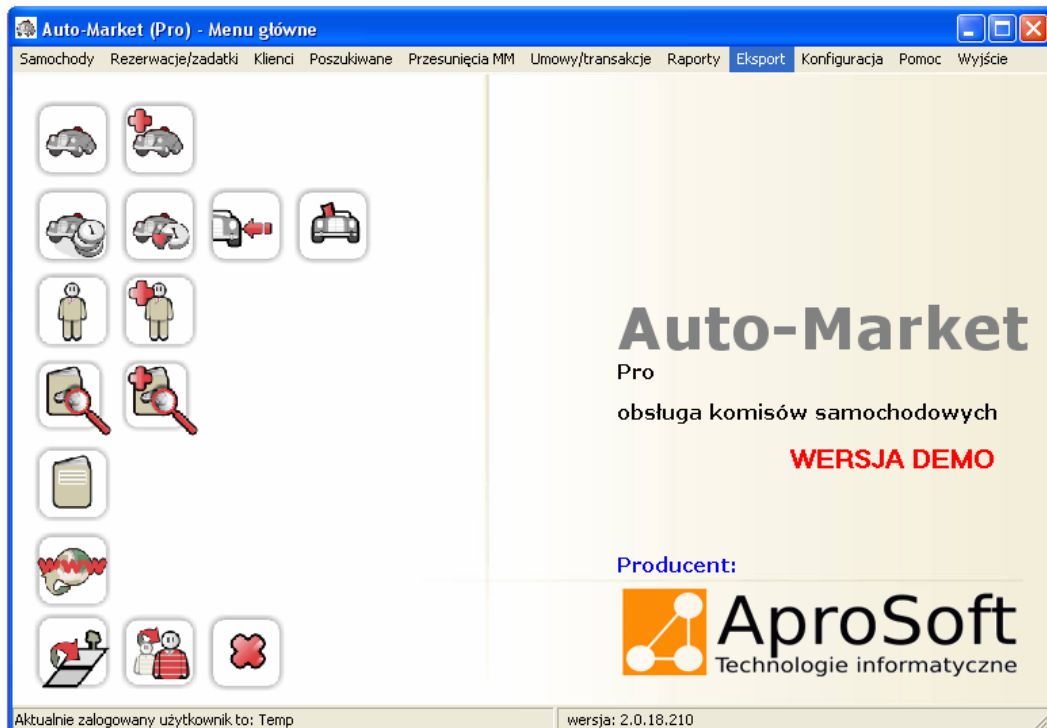 Auto-Market (Pro) - Menu główne
Samochody Rezerwacje/zadatki Klienci Poszukiwane Przesunięcia MM Umowy/transakcje Raporty Eksport Konfiguracja Pomoc Wyjście
Auto-Market
Pro
obsługa komisów samochodowych
WERSJA DEMO
www
Producent:
AproSoft
Technologie informatyczne
Aktualnie zalogowany użytkownik to: Temp
wersja: 2.0.18.210